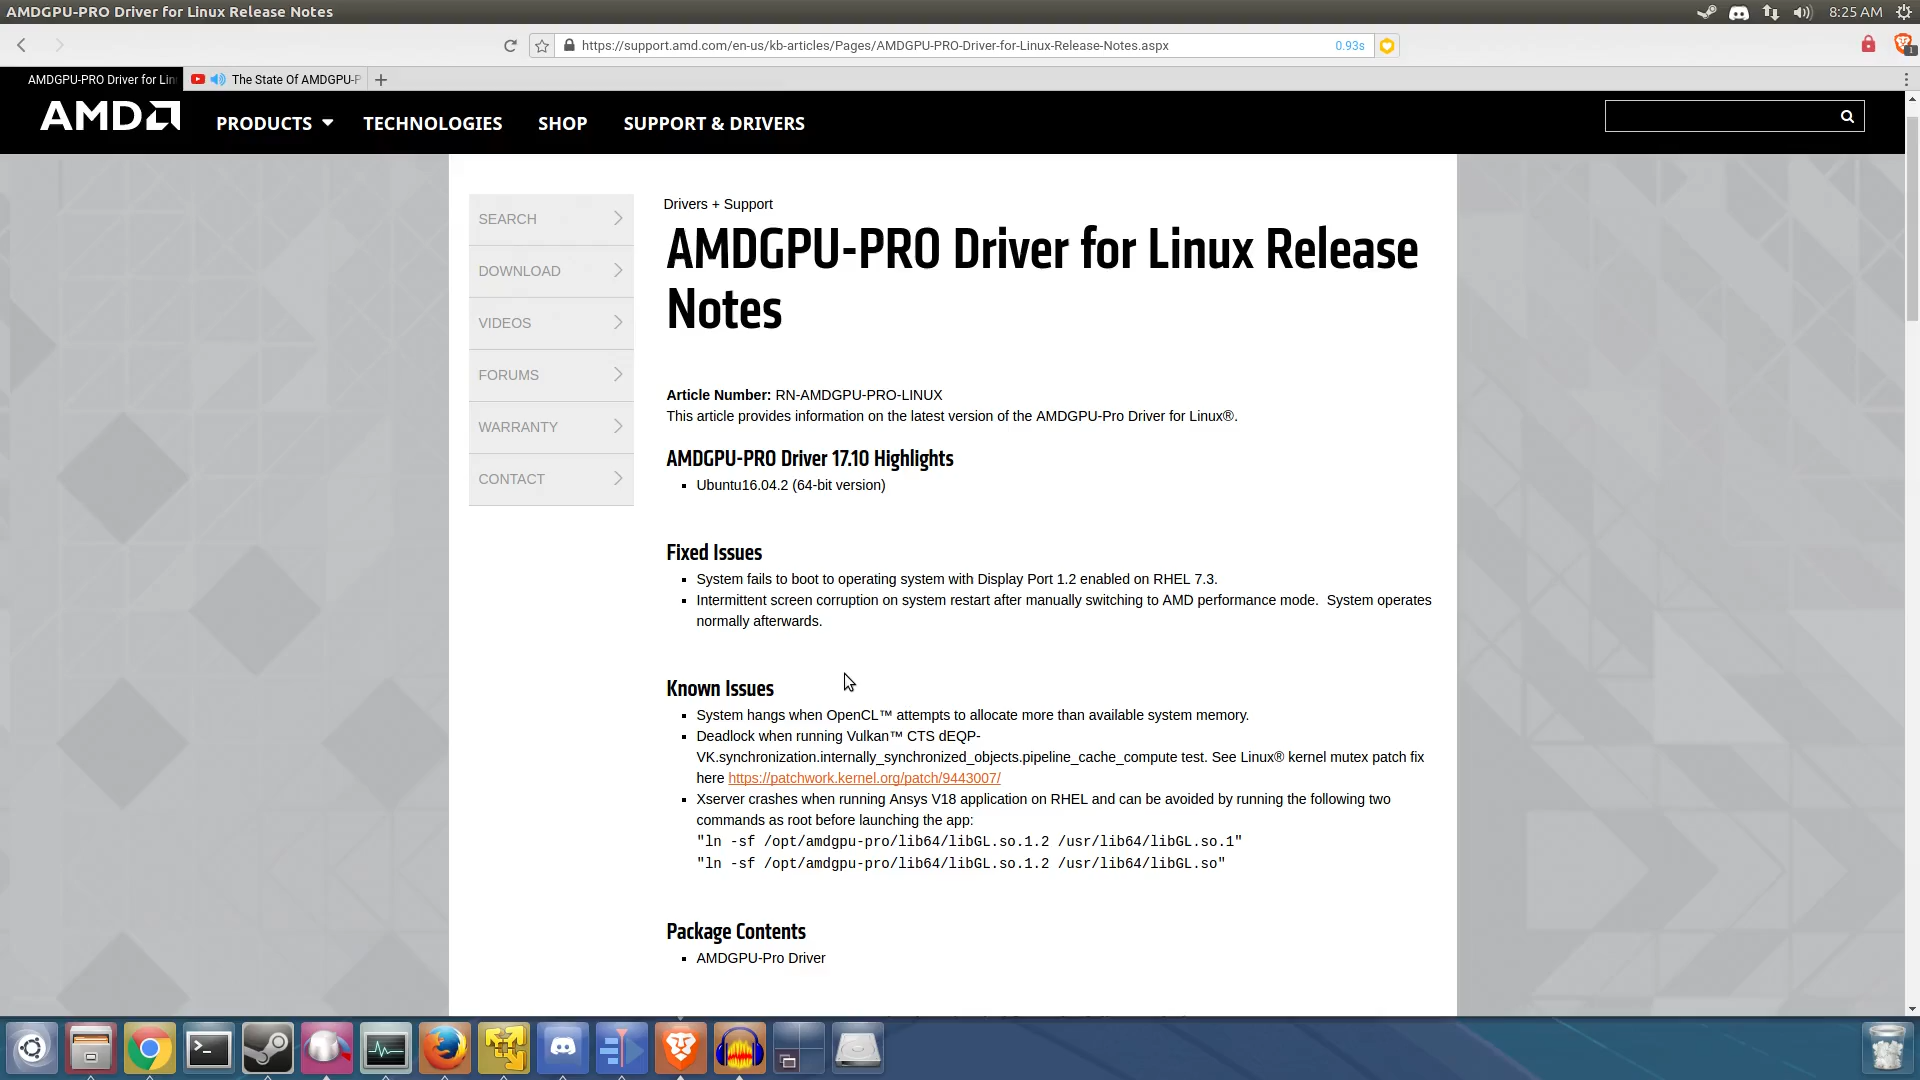 AMDGPU-PRO Driver for Linux Release Notes
8:25 AM
https://support.amd.com/en-us/kb-articles/Pages/AMDGPU-PRO-Driver-for-Linux-Release-Notes.aspx
0.93s
1
AMDGPU-PRO Driver for Lin
The State Of AMDGPU-P
AMD
PRODUCTS
TECHNOLOGIES
SHOP
SUPPORT & DRIVERS
SEARCH
DOWNLOAD
VIDEOS
FORUMS
WARRANTY
CONTACT
Drivers + Support
AMDGPU-PRO Driver for Linux Release
Notes
Article Number: RN-AMDGPU-PRO-LINUX
This article provides information on the latest version of the AMDGPU-Pro Driver for Linux®.
AMDGPU-PRO Driver 17.10 Highlights
Ubuntu16.04.2 (64-bit version)
Fixed Issues
System fails to boot to operating system with Display Port 1.2 enabled on RHEL 7.3.
Intermittent screen corruption on system restart after manually switching to AMD performance mode.  System operates
normally afterwards.
Known Issues
System hangs when OpenCL™ attempts to allocate more than available system memory.
Deadlock when running Vulkan™ CTS dEQP-
VK.synchronization.internally_synchronized_objects.pipeline_cache_compute test. See Linux® kernel mutex patch fix
here https://patchwork.kernel.org/patch/9443007/
Xserver crashes when running Ansys V18 application on RHEL and can be avoided by running the following two
commands as root before launching the app:
"ln -sf /opt/amdgpu-pro/lib64/libGL.so.1.2 /usr/lib64/libGL.so.1"
"ln -sf /opt/amdgpu-pro/lib64/libGL.so.1.2 /usr/lib64/libGL.so"
Package Contents
AMDGPU-Pro Driver